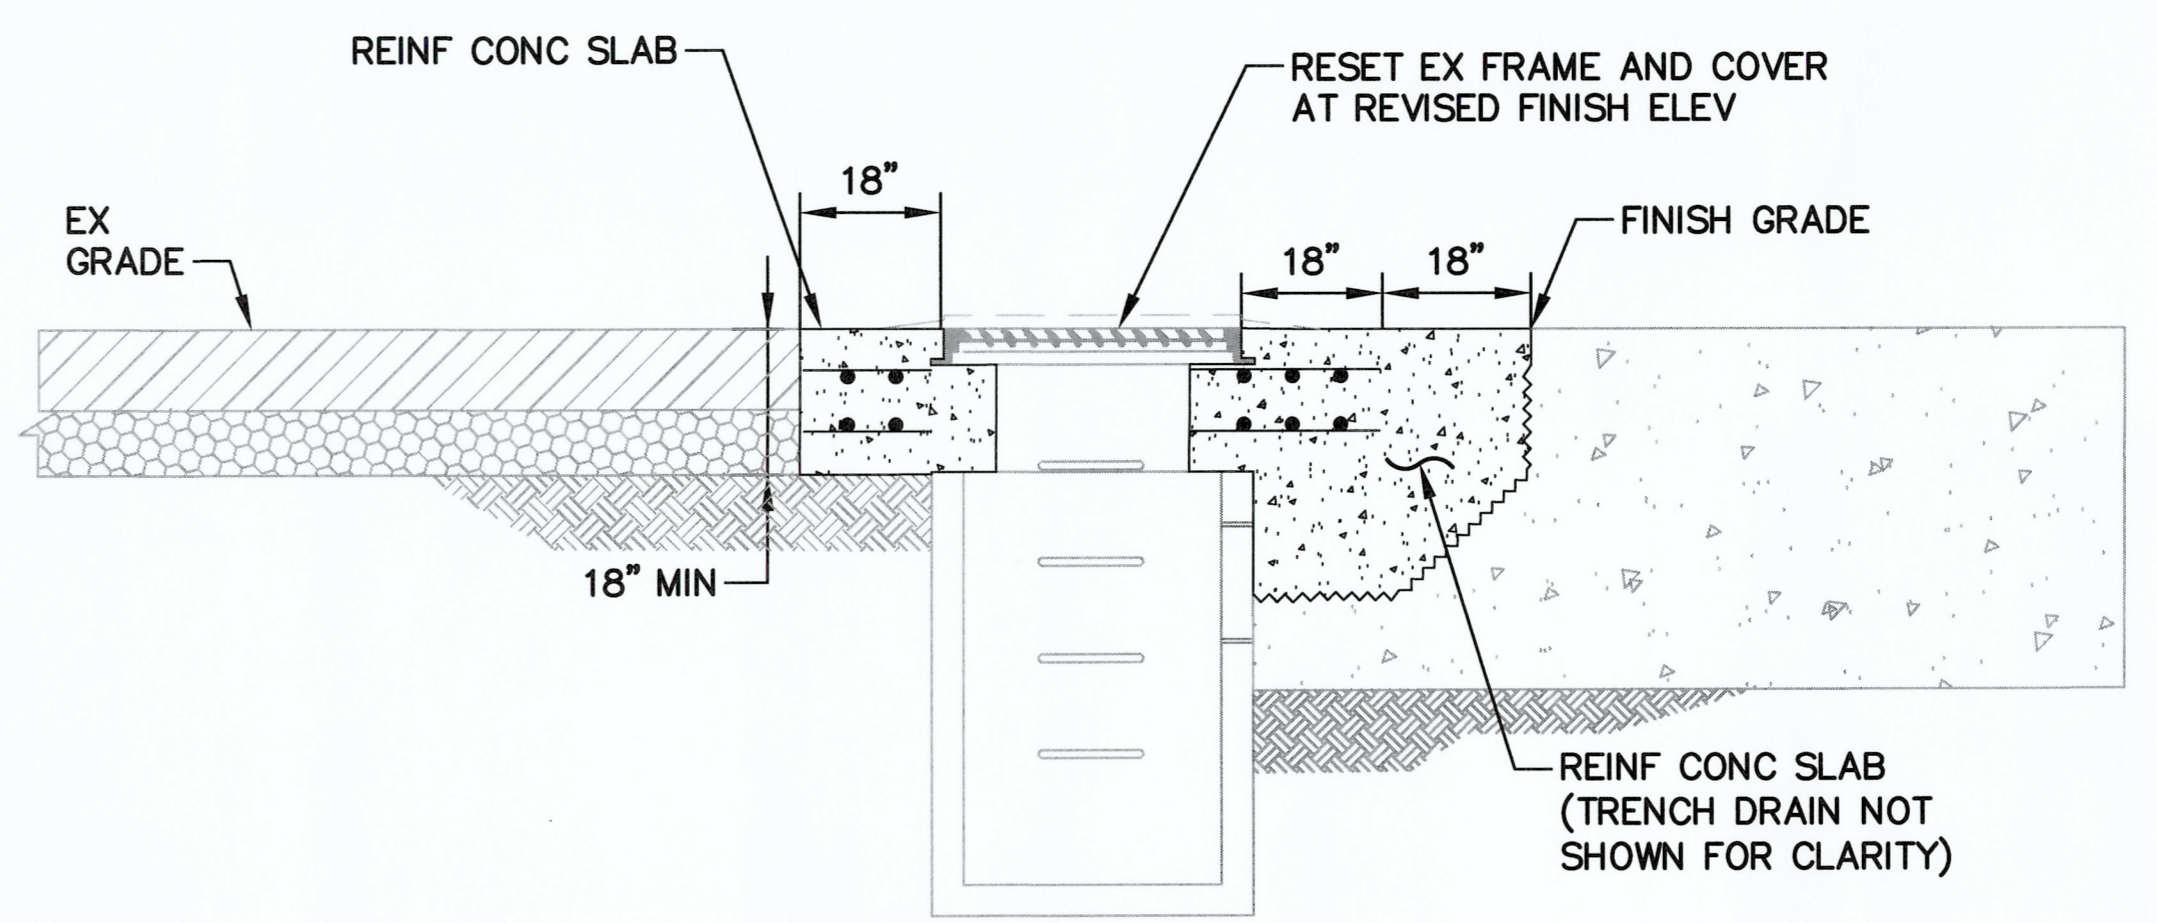 REINF CONC SLAB
RESET EX FRAME AND COVER
AT REVISED FINISH ELEV
18"
EX
GRADE
FINISH GRADE
18"
18"
18" MIN
REINF CONC SLAB
(TRENCH DRAIN NOT
SHOWN FOR CLARITY)